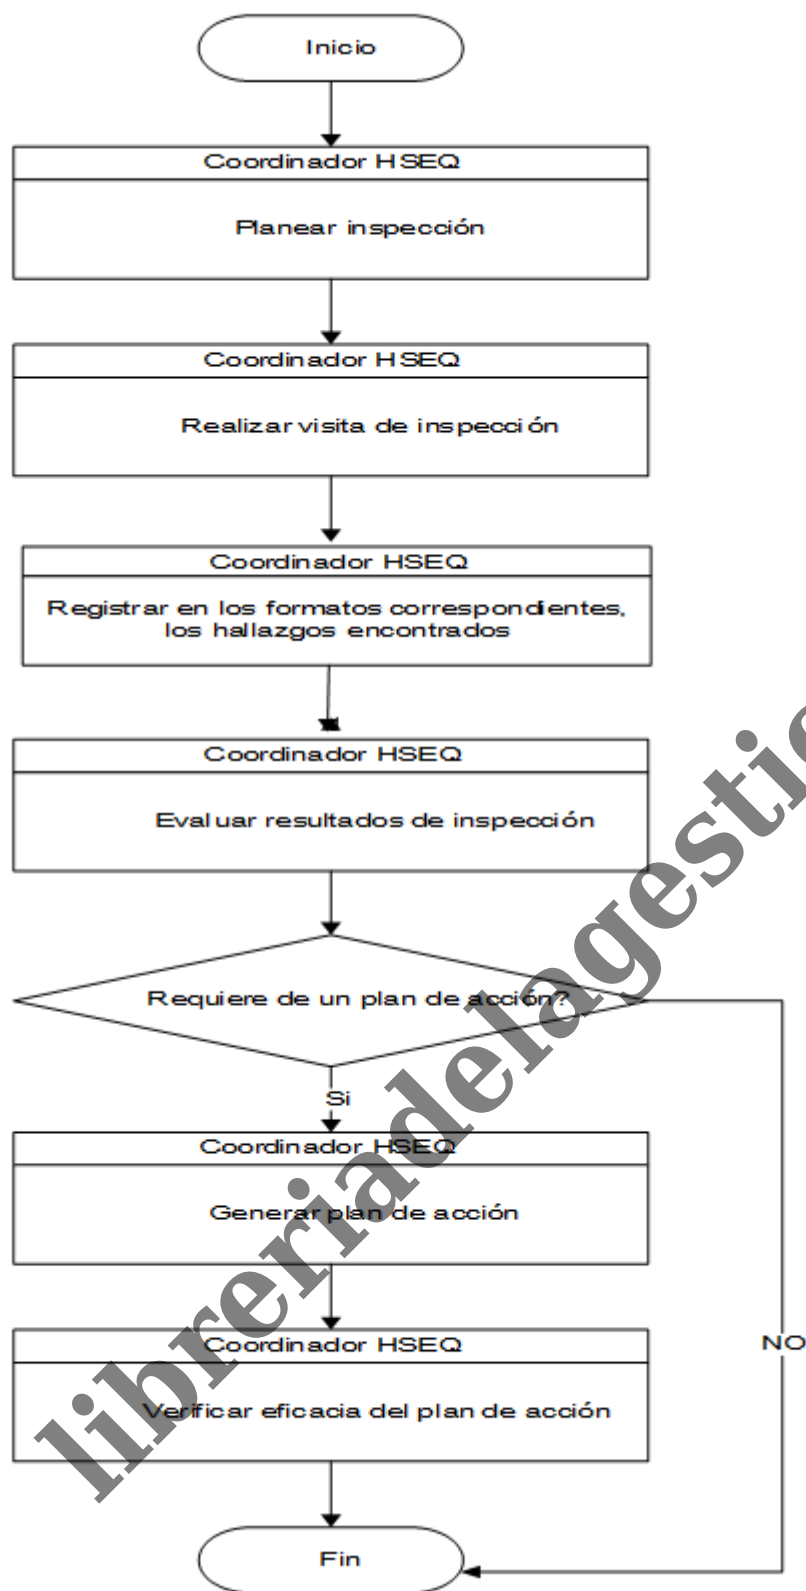 Inicio
Coordinador HSEQ
Planear inspección
Coordinador HSEQ
Realizar visita de inspección
Coordinador HSEQ
Registrar en los formatos correspondientes,
los hallazgos encontrados
Coordinador HSEQ
Evaluar resultados de inspección
Requiere de un plan de acción?
Si
Coordinador HSEQ
Generar plan de acción
Coordinador HSEQ
NO
Verificar eficacia del plan de acción
Fin
libreriadelagestio